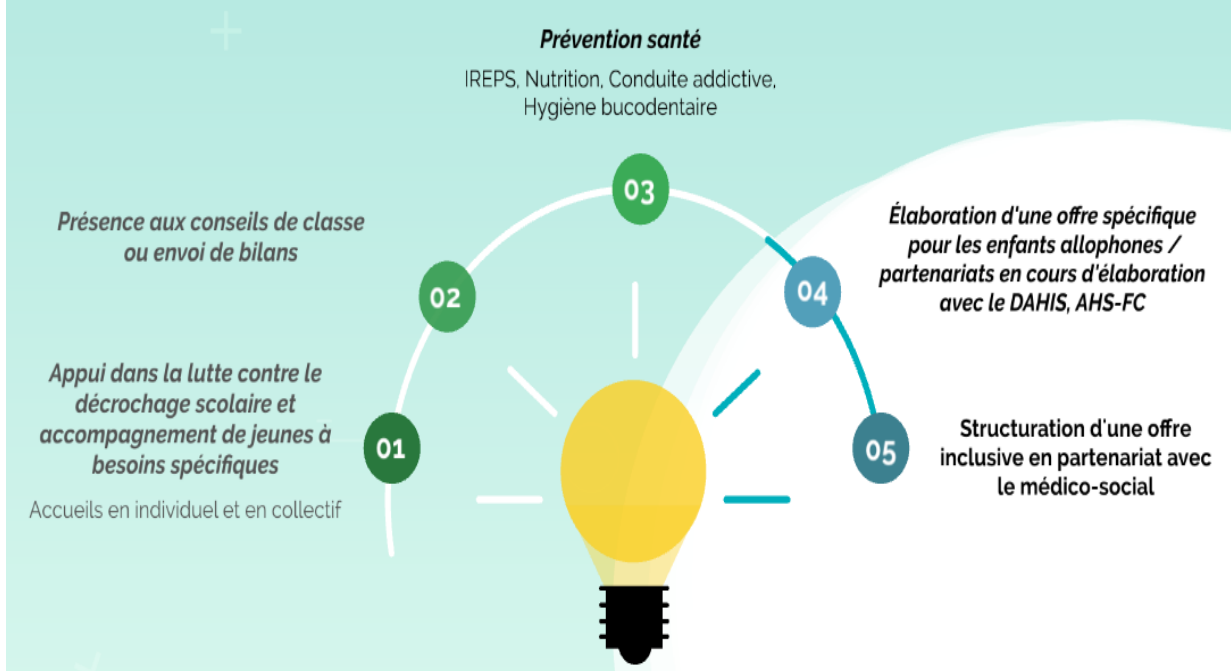 Prévention santé
IREPS, Nutrition, Conduite addictive,
Hygiène bucodentaire
03
Présence aux conseils de classe
ou envoi de bilans
02
Élaboration d'une offre spécifique
pour les enfants allophones /
partenariats en cours d'élaboration
avec le DAHIS, AHS-FC
04
Appui dans la lutte contre le
décrochage scolaire et
accompagnement de jeunes à
besoins spécifiques
Accueils en individuel et en collectif
01
Structuration d'une offre
inclusive en partenariat avec
le médico-social
05